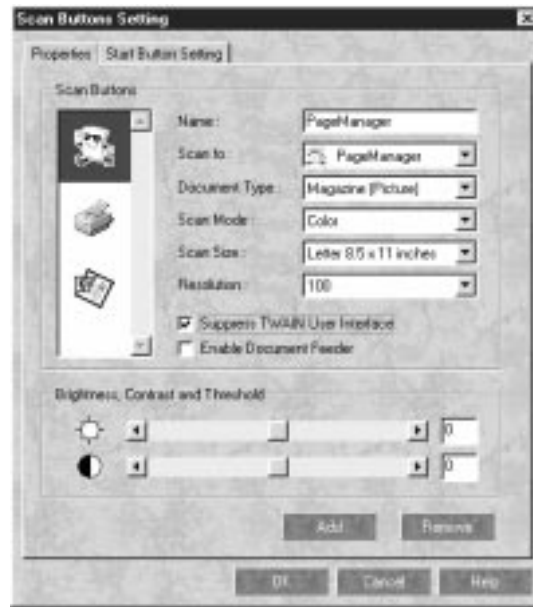 Scan Buttons Setting
Properties Start Button Setting
Scan Buttons
Name : PageManager
Scan to : PageManager
Document Type : Magazine (Picture)
Scan Mode : Color
Scan Size : Letter 8.5 x 11 inches
Resolution : 100
Suppress TWAIN User Interface
Enable Document Feeder
Brightness, Contrast and Threshold
0
0
Add Remove
OK Cancel Help